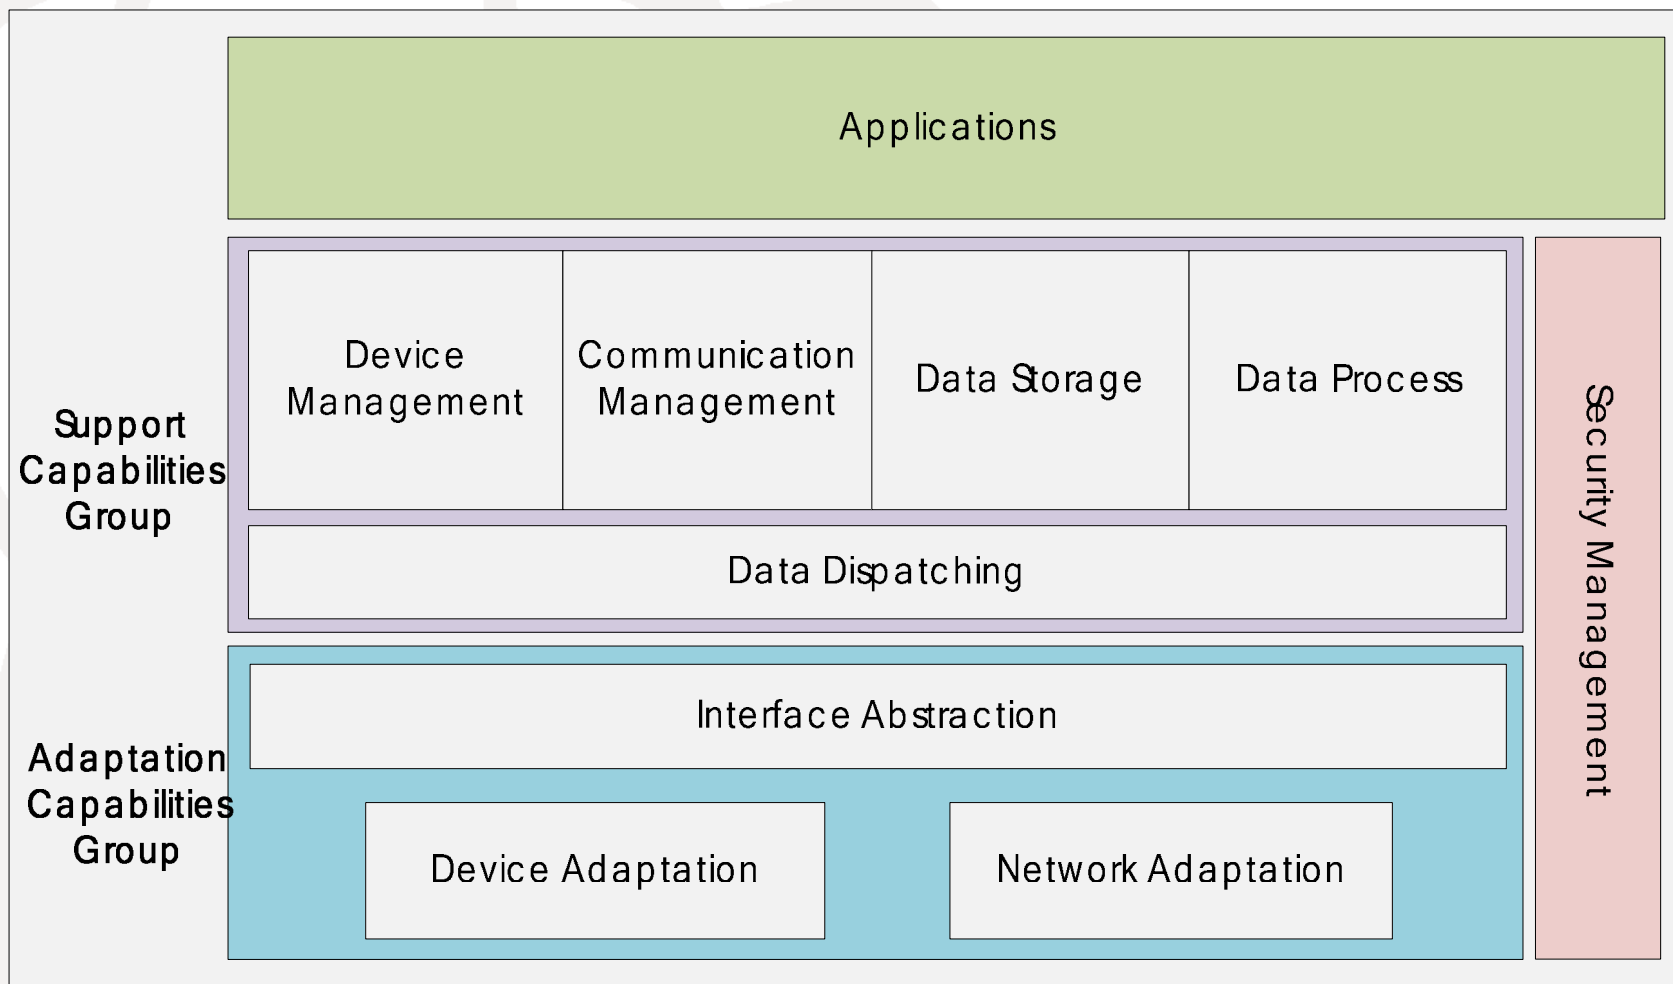 Applications
Device
Management
Communication
Management
Data Storage
Data Process
Support
Capabilities
Group
Data Dispatching
Security Management
Interface Abstraction
Adaptation
Capabilities
Group
Device Adaptation
Network Adaptation